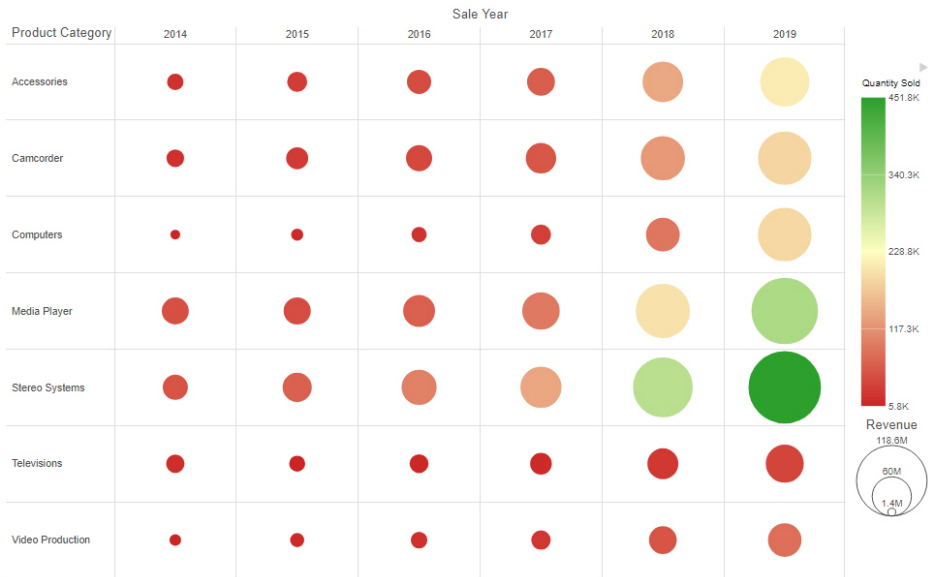 Sale Year
Product Category 2014 2015 2016 2017 2018 2019
Accessories
Camcorder
Computers
Media Player
Stereo Systems
Televisions
Video Production
Quantity Sold
451.8K
340.3K
228.8K
117.3K
5.8K
Revenue
118.6M
60M
1.4M